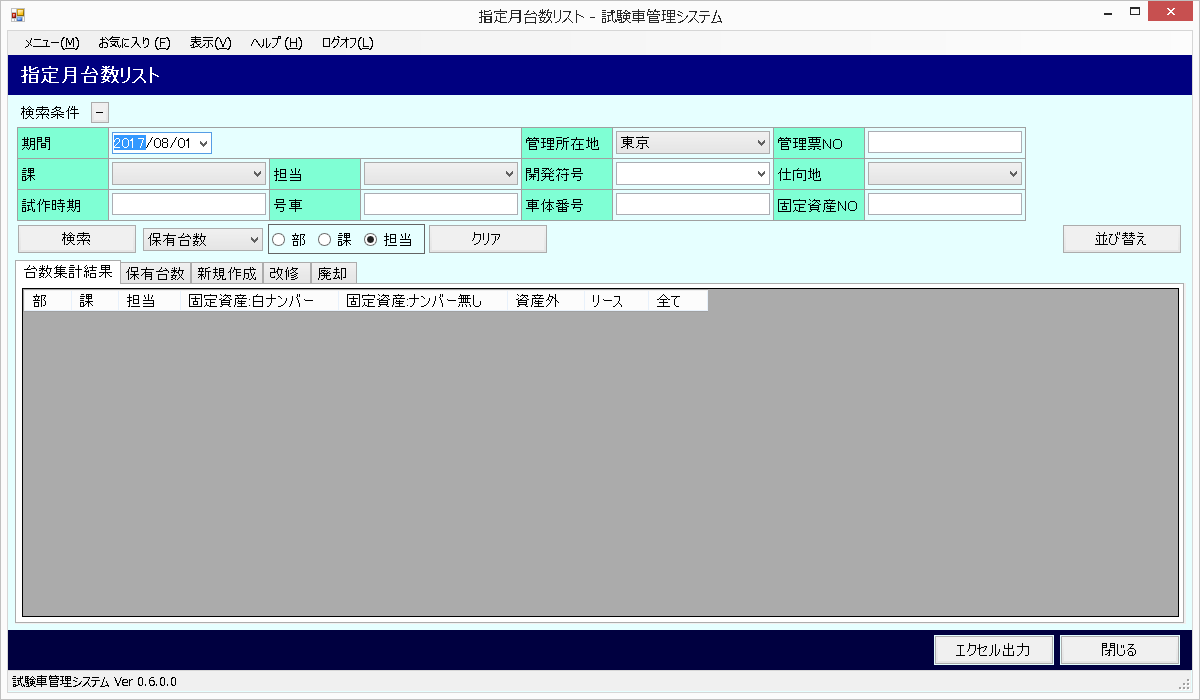 指定月台数リスト - 試験車管理システム
メニュー(M) お気に入り(F) 表示(V) ヘルプ(H) ログオフ(L)
指定月台数リスト
検索条件 −
期間 2017/08/01 管理所在地 東京 管理票NO
課 担当 開発符号 仕向地
試作時期 号車 車体番号 固定資産NO
検索 保有台数 部 課 担当 クリア 並び替え
台数集計結果 保有台数 新規作成 改修 廃却
部 課 担当 固定資産:白ナンバー 固定資産:ナンバー無し 資産外 リース 全て
エクセル出力 閉じる
試験車管理システム Ver 0.6.0.0